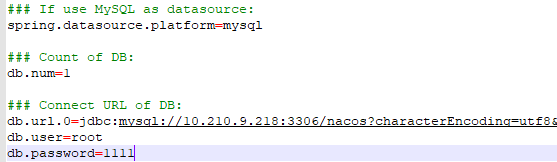 ### If use MySQL as datasource:
spring.datasource.platform=mysql
### Count of DB:
db.num=1
### Connect URL of DB:
db.url.0=jdbc:mysql://10.210.9.218:3306/nacos?characterEncoding=utf8&
db.user=root
db.password=1111